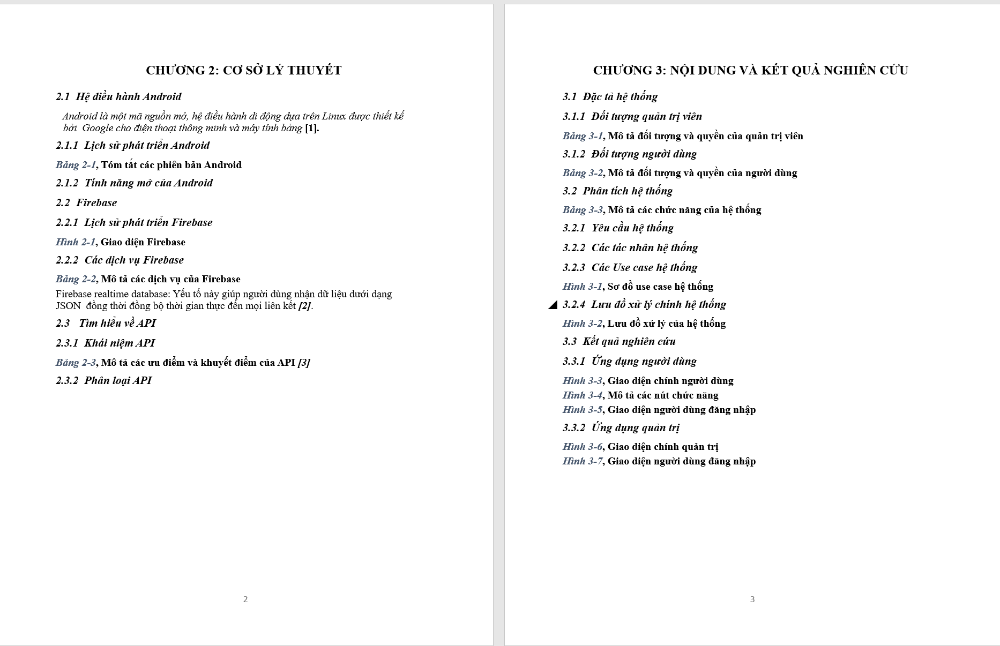 CHƯƠNG 2: CƠ SỞ LÝ THUYẾT
2.1 Hệ điều hành Android
Android là một mã nguồn mở, hệ điều hành di động dựa trên Linux được thiết kế
bởi Google cho điện thoại thông minh và máy tính bảng [1].
2.1.1 Lịch sử phát triển Android
Bảng 2-1, Tóm tắt các phiên bản Android
2.1.2 Tính năng mở của Android
2.2 Firebase
2.2.1 Lịch sử phát triển Firebase
Hình 2-1, Giao diện Firebase
2.2.2 Các dịch vụ Firebase
Bảng 2-2, Mô tả các dịch vụ của Firebase
Firebase realtime database: Yếu tố này giúp người dùng nhận dữ liệu dưới dạng
JSON đồng thời đồng bộ thời gian thực đến mọi liên kết [2].
2.3 Tìm hiểu về API
2.3.1 Khái niệm API
Bảng 2-3, Mô tả các ưu điểm và khuyết điểm của API [3]
2.3.2 Phân loại API
2
CHƯƠNG 3: NỘI DUNG VÀ KẾT QUẢ NGHIÊN CỨU
3.1 Đặc tả hệ thống
3.1.1 Đối tượng quản trị viên
Bảng 3-1, Mô tả đối tượng và quyền của quản trị viên
3.1.2 Đối tượng người dùng
Bảng 3-2, Mô tả đối tượng và quyền của người dùng
3.2 Phân tích hệ thống
Bảng 3-3, Mô tả các chức năng của hệ thống
3.2.1 Yêu cầu hệ thống
3.2.2 Các tác nhân hệ thống
3.2.3 Các Use case hệ thống
Hình 3-1, Sơ đồ use case hệ thống
3.2.4 Lưu đồ xử lý chính hệ thống
Hình 3-2, Lưu đồ xử lý của hệ thống
3.3 Kết quả nghiên cứu
3.3.1 Ứng dụng người dùng
Hình 3-3, Giao diện chính người dùng
Hình 3-4, Mô tả các nút chức năng
Hình 3-5, Giao diện người dùng đăng nhập
3.3.2 Ứng dụng quản trị
Hình 3-6, Giao diện chính quản trị
Hình 3-7, Giao diện người dùng đăng nhập
3